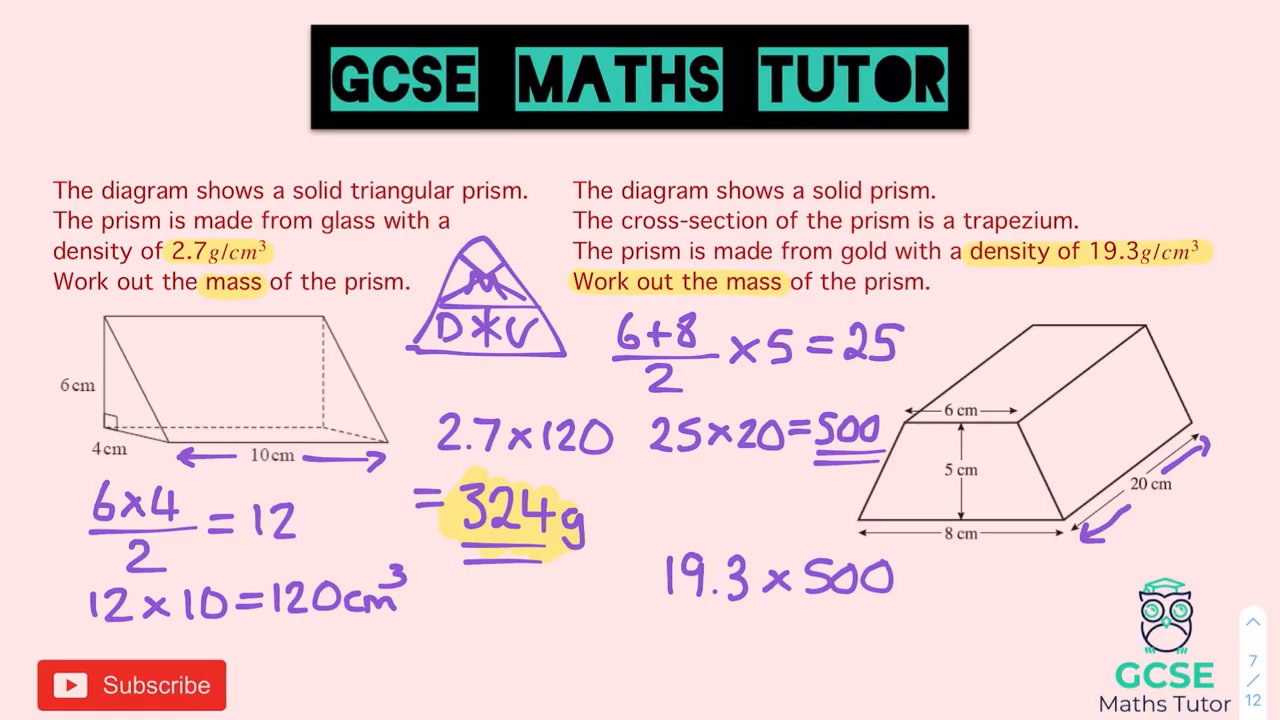 GCSE MATHS TUTOR
The diagram shows a solid triangular prism.
The prism is made from glass with a
density of 2.7g/cm³
Work out the mass of the prism.
The diagram shows a solid prism.
The cross-section of the prism is a trapezium.
The prism is made from gold with a density of 19.3g/cm³
Work out the mass of the prism.
M
D * V
6cm
4cm
10cm
6×4
2
= 12
12 × 10 = 120cm³
2.7 × 120
= 324g
6+8
2
× 5 = 25
25 × 20 = 500
19.3 × 500
6 cm
5 cm
20 cm
8 cm
Subscribe
GCSE
Maths Tutor
7
/
12